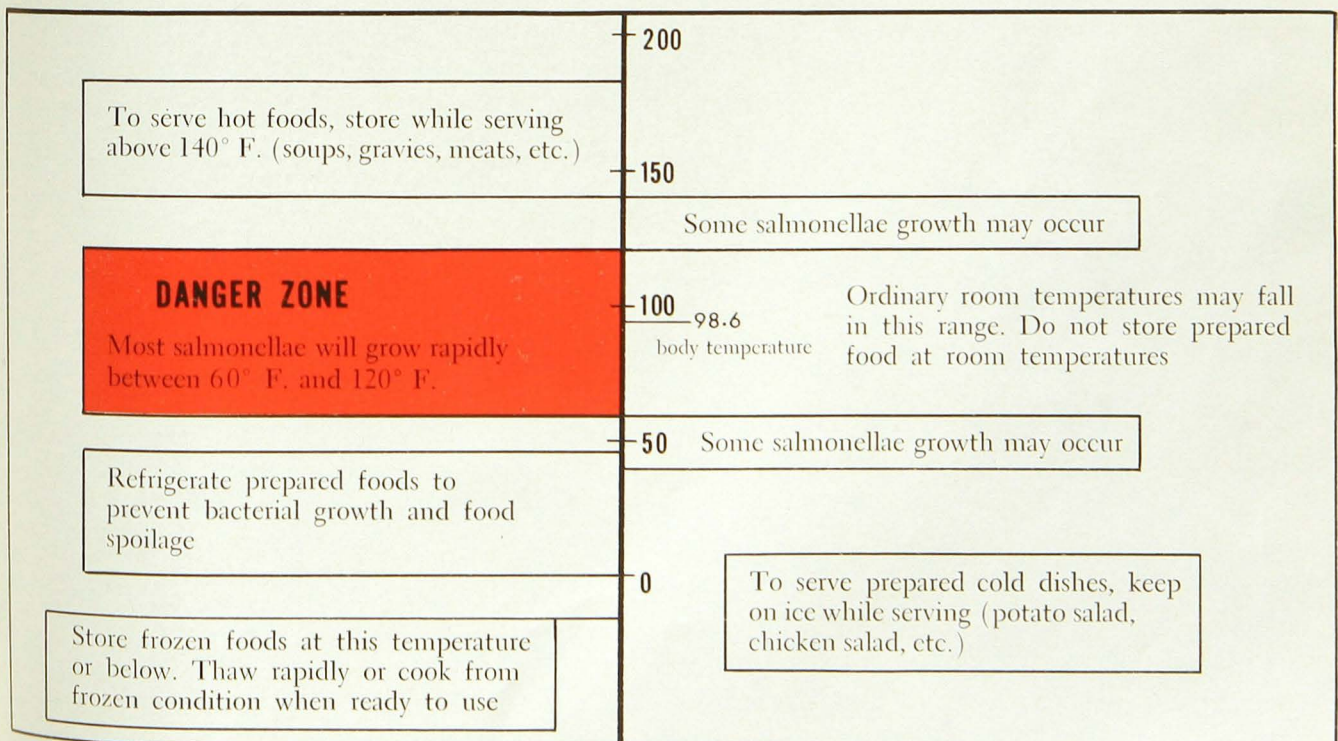 200
To serve hot foods, store while serving
above 140° F. (soups, gravies, meats, etc.)
150
Some salmonellae growth may occur
DANGER ZONE
Most salmonellae will grow rapidly
between 60° F. and 120° F.
100
98.6
body temperature
Ordinary room temperatures may fall
in this range. Do not store prepared
food at room temperatures
50
Some salmonellae growth may occur
Refrigerate prepared foods to
prevent bacterial growth and food
spoilage
0
To serve prepared cold dishes, keep
on ice while serving (potato salad,
chicken salad, etc.)
Store frozen foods at this temperature
or below. Thaw rapidly or cook from
frozen condition when ready to use